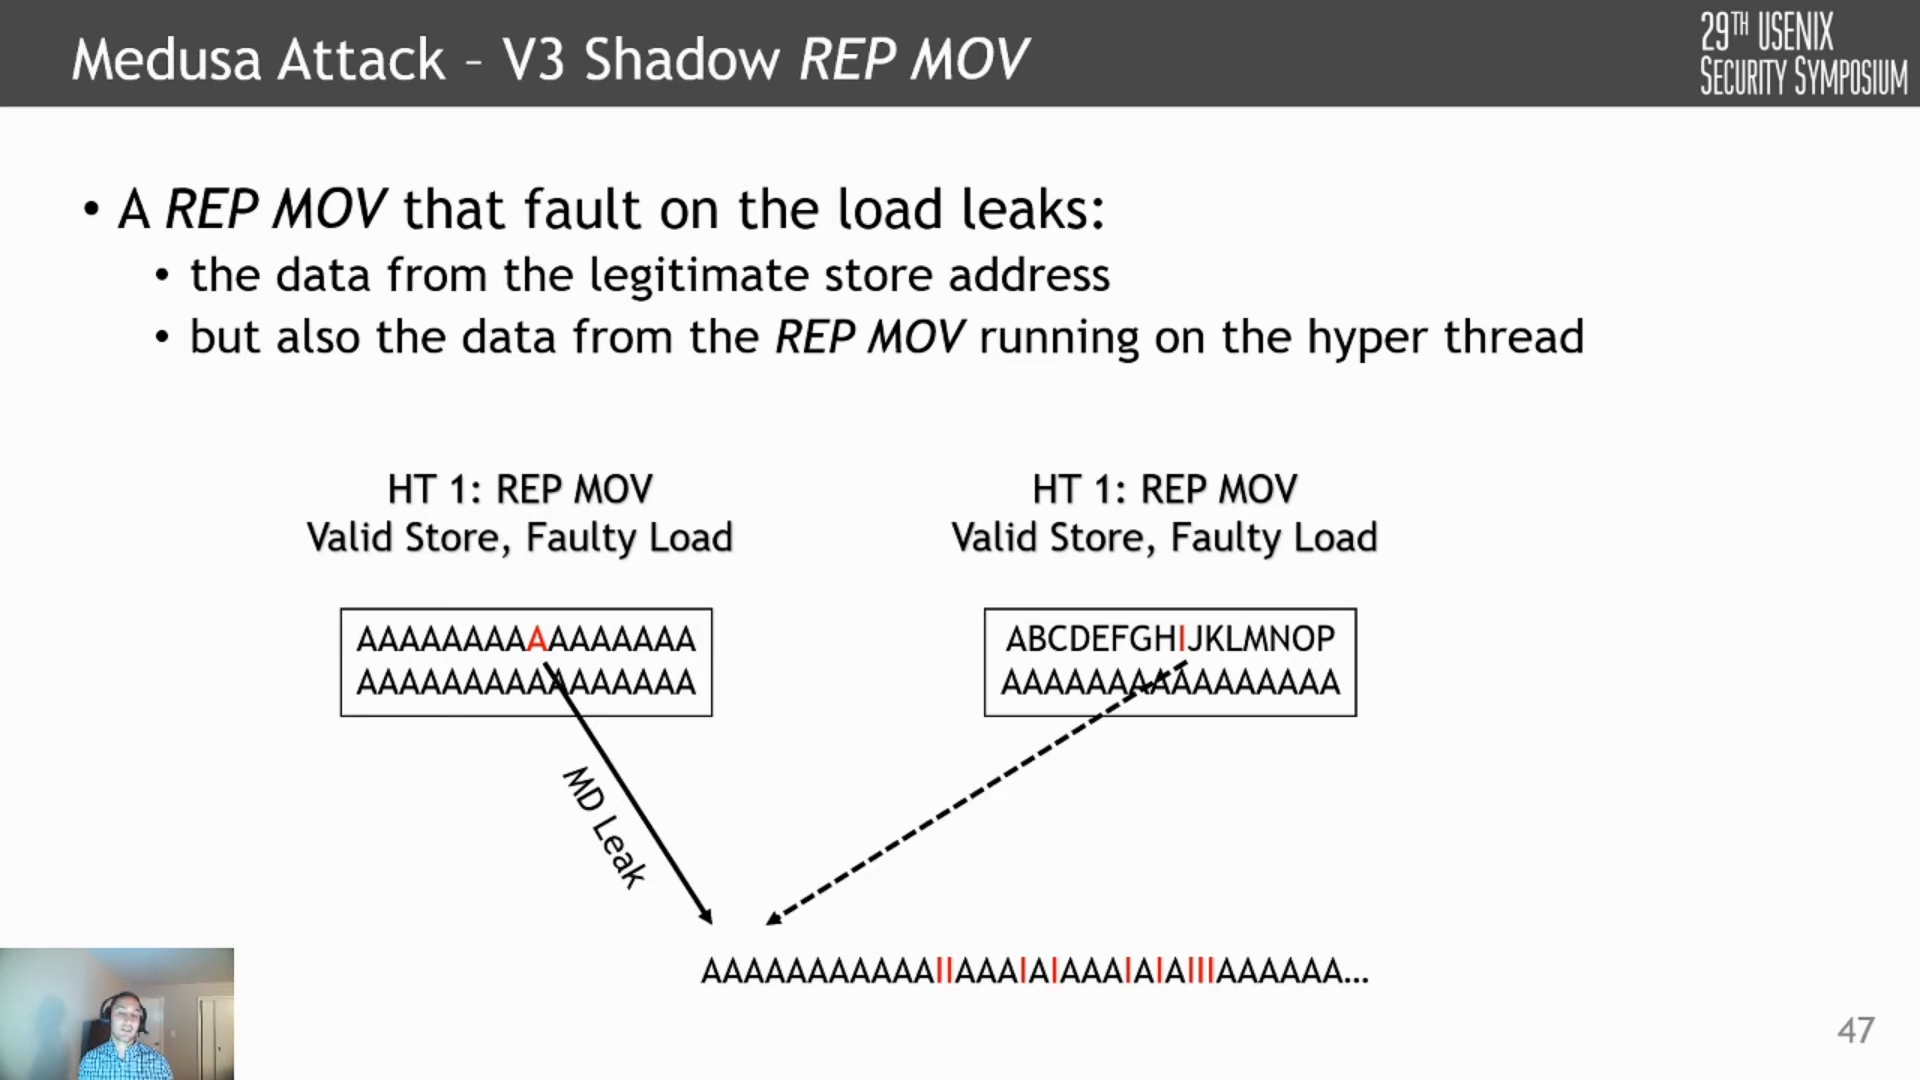 Medusa Attack – V3 Shadow REP MOV
29TH USENIX
SECURITY SYMPOSIUM
• A REP MOV that fault on the load leaks:
• the data from the legitimate store address
• but also the data from the REP MOV running on the hyper thread
HT 1: REP MOV
Valid Store, Faulty Load
HT 1: REP MOV
Valid Store, Faulty Load
AAAAAAAAAAAAAAAA
AAAAAAAAAAAAAAAA
ABCDEFGHIJKLMNOP
AAAAAAAAAAAAAAAA
MD Leak
AAAAAAAAAAAIIAAAIAIAAAIAIAIIIAAAAAA...
47